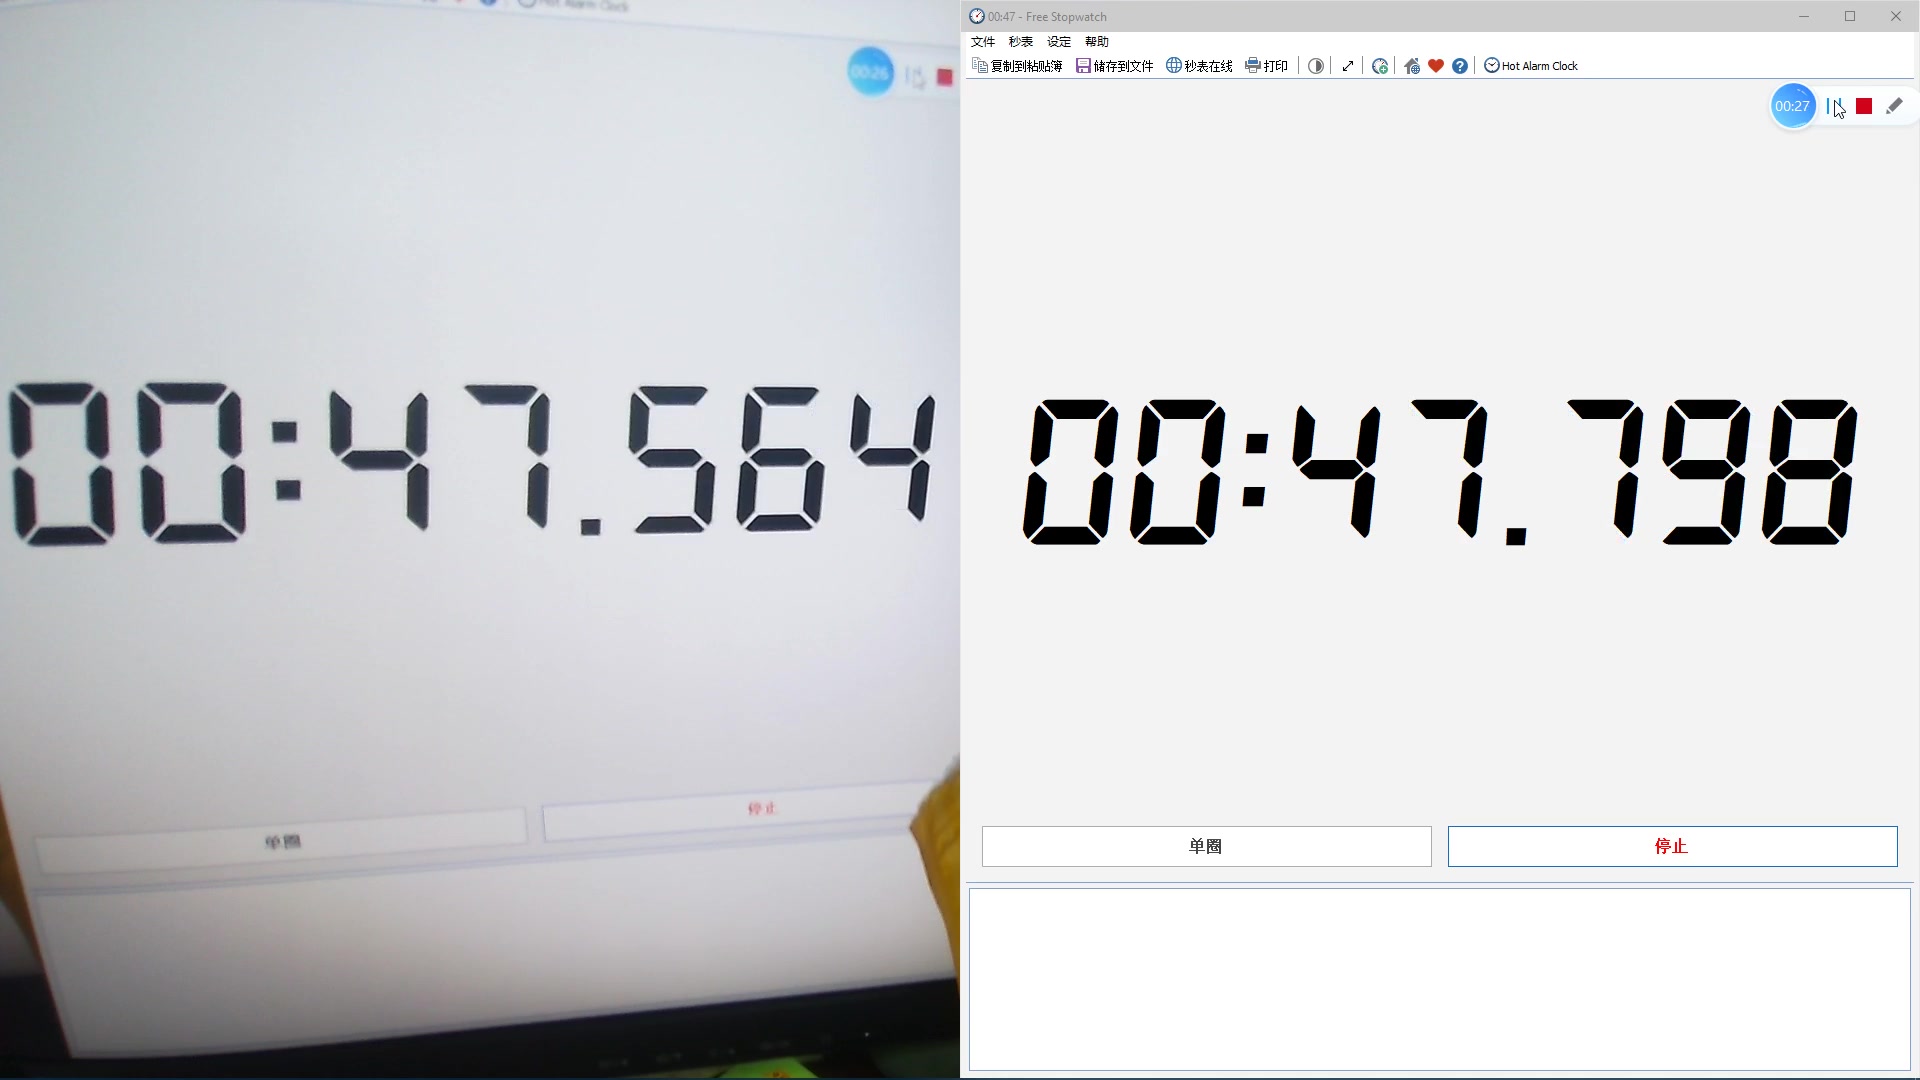 Hot Alarm Clock
00:26
00:47.564
单圈
停止
00:47 - Free Stopwatch
文件 秒表 设定 帮助
复制到粘贴簿 储存到文件 秒表在线 打印 Hot Alarm Clock
00:27
00:47.798
单圈
停止